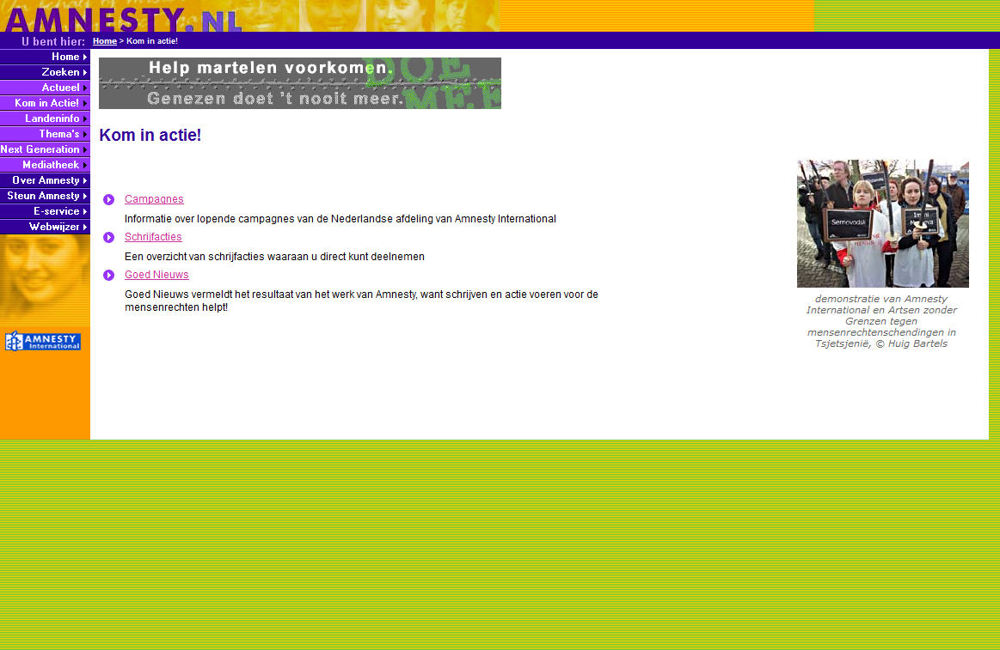 AMNESTY.NL
U bent hier:
Home > Kom in actie!
Home
Zoeken
Actueel
Kom in Actie!
Landeninfo
Thema's
Next Generation
Mediatheek
Over Amnesty
Steun Amnesty
E-service
Webwijzer
AMNESTY
International
Help martelen voorkomen.
Genezen doet 't nooit meer.
DOE
MEE
Kom in actie!
Campagnes
Informatie over lopende campagnes van de Nederlandse afdeling van Amnesty International
Schrijfacties
Een overzicht van schrijfacties waaraan u direct kunt deelnemen
Goed Nieuws
Goed Nieuws vermeldt het resultaat van het werk van Amnesty, want schrijven en actie voeren voor de
mensenrechten helpt!
Sernovodsk
demonstratie van Amnesty
International en Artsen zonder
Grenzen tegen
mensenrechtenschendingen in
Tsjetsjenië, © Huig Bartels